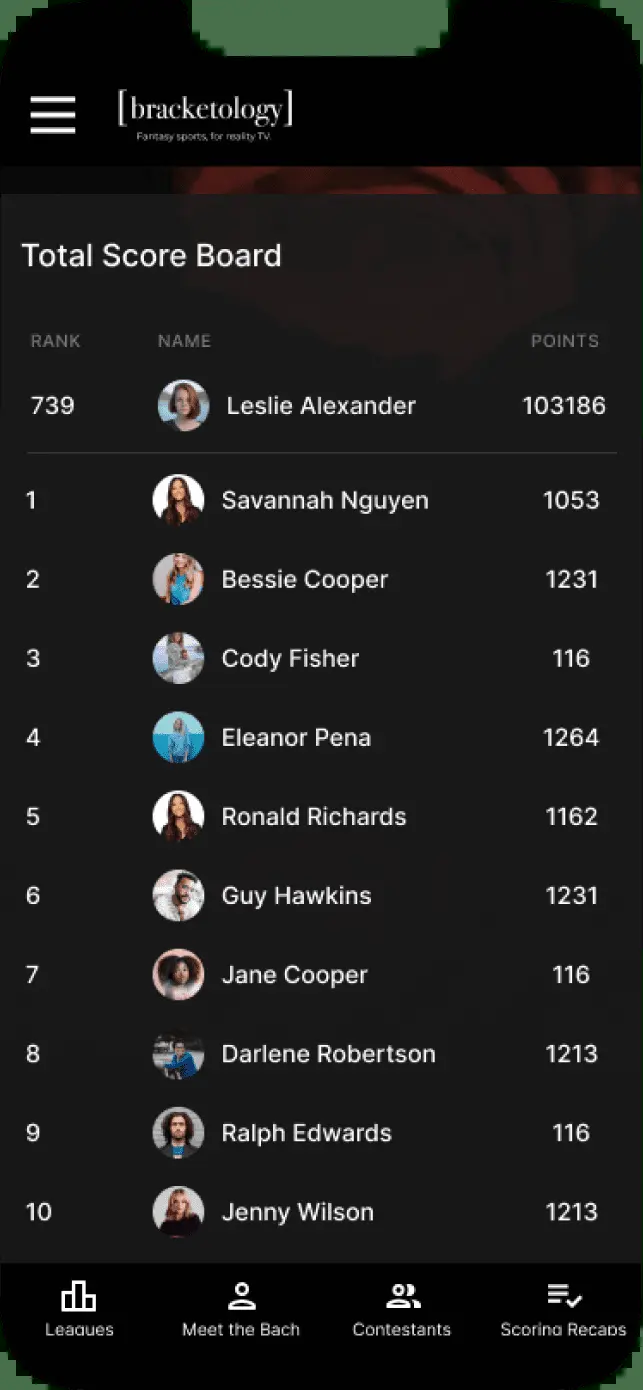 [bracketology]
Fantasy sports, for reality TV.
Total Score Board
RANK NAME POINTS
739 Leslie Alexander 103186
1 Savannah Nguyen 1053
2 Bessie Cooper 1231
3 Cody Fisher 116
4 Eleanor Pena 1264
5 Ronald Richards 1162
6 Guy Hawkins 1231
7 Jane Cooper 116
8 Darlene Robertson 1213
9 Ralph Edwards 116
10 Jenny Wilson 1213
Leagues Meet the Bach Contestants Scoring Recaps